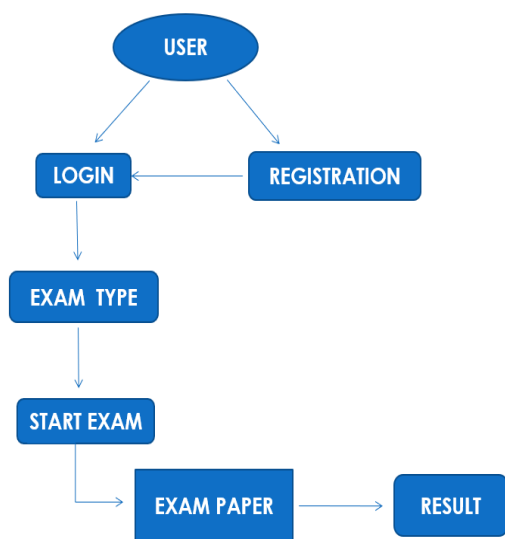 USER
LOGIN
REGISTRATION
EXAM TYPE
START EXAM
EXAM PAPER
RESULT